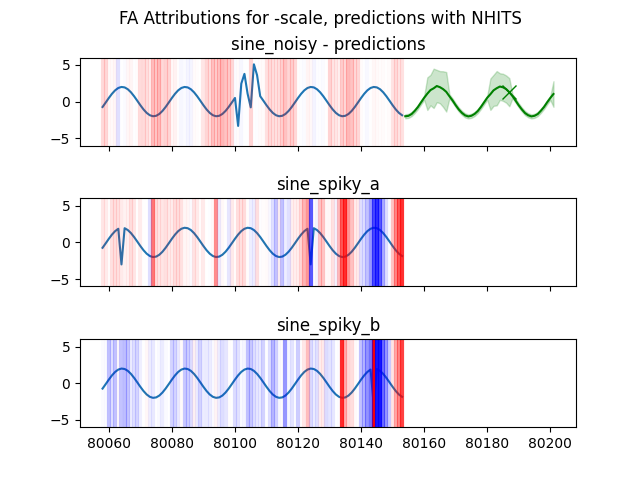 FA Attributions for -scale, predictions with NHITS
sine_noisy - predictions
5
0
−5
sine_spiky_a
5
0
−5
sine_spiky_b
5
0
−5
80060 80080 80100 80120 80140 80160 80180 80200